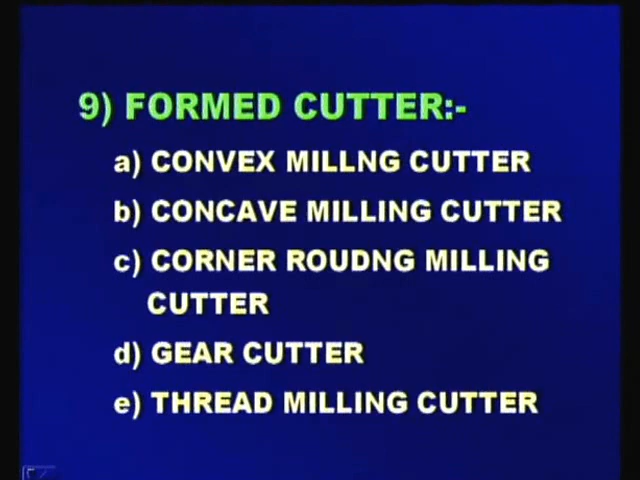 9) FORMED CUTTER:-
a) CONVEX MILLNG CUTTER
b) CONCAVE MILLING CUTTER
c) CORNER ROUDNG MILLING
CUTTER
d) GEAR CUTTER
e) THREAD MILLING CUTTER